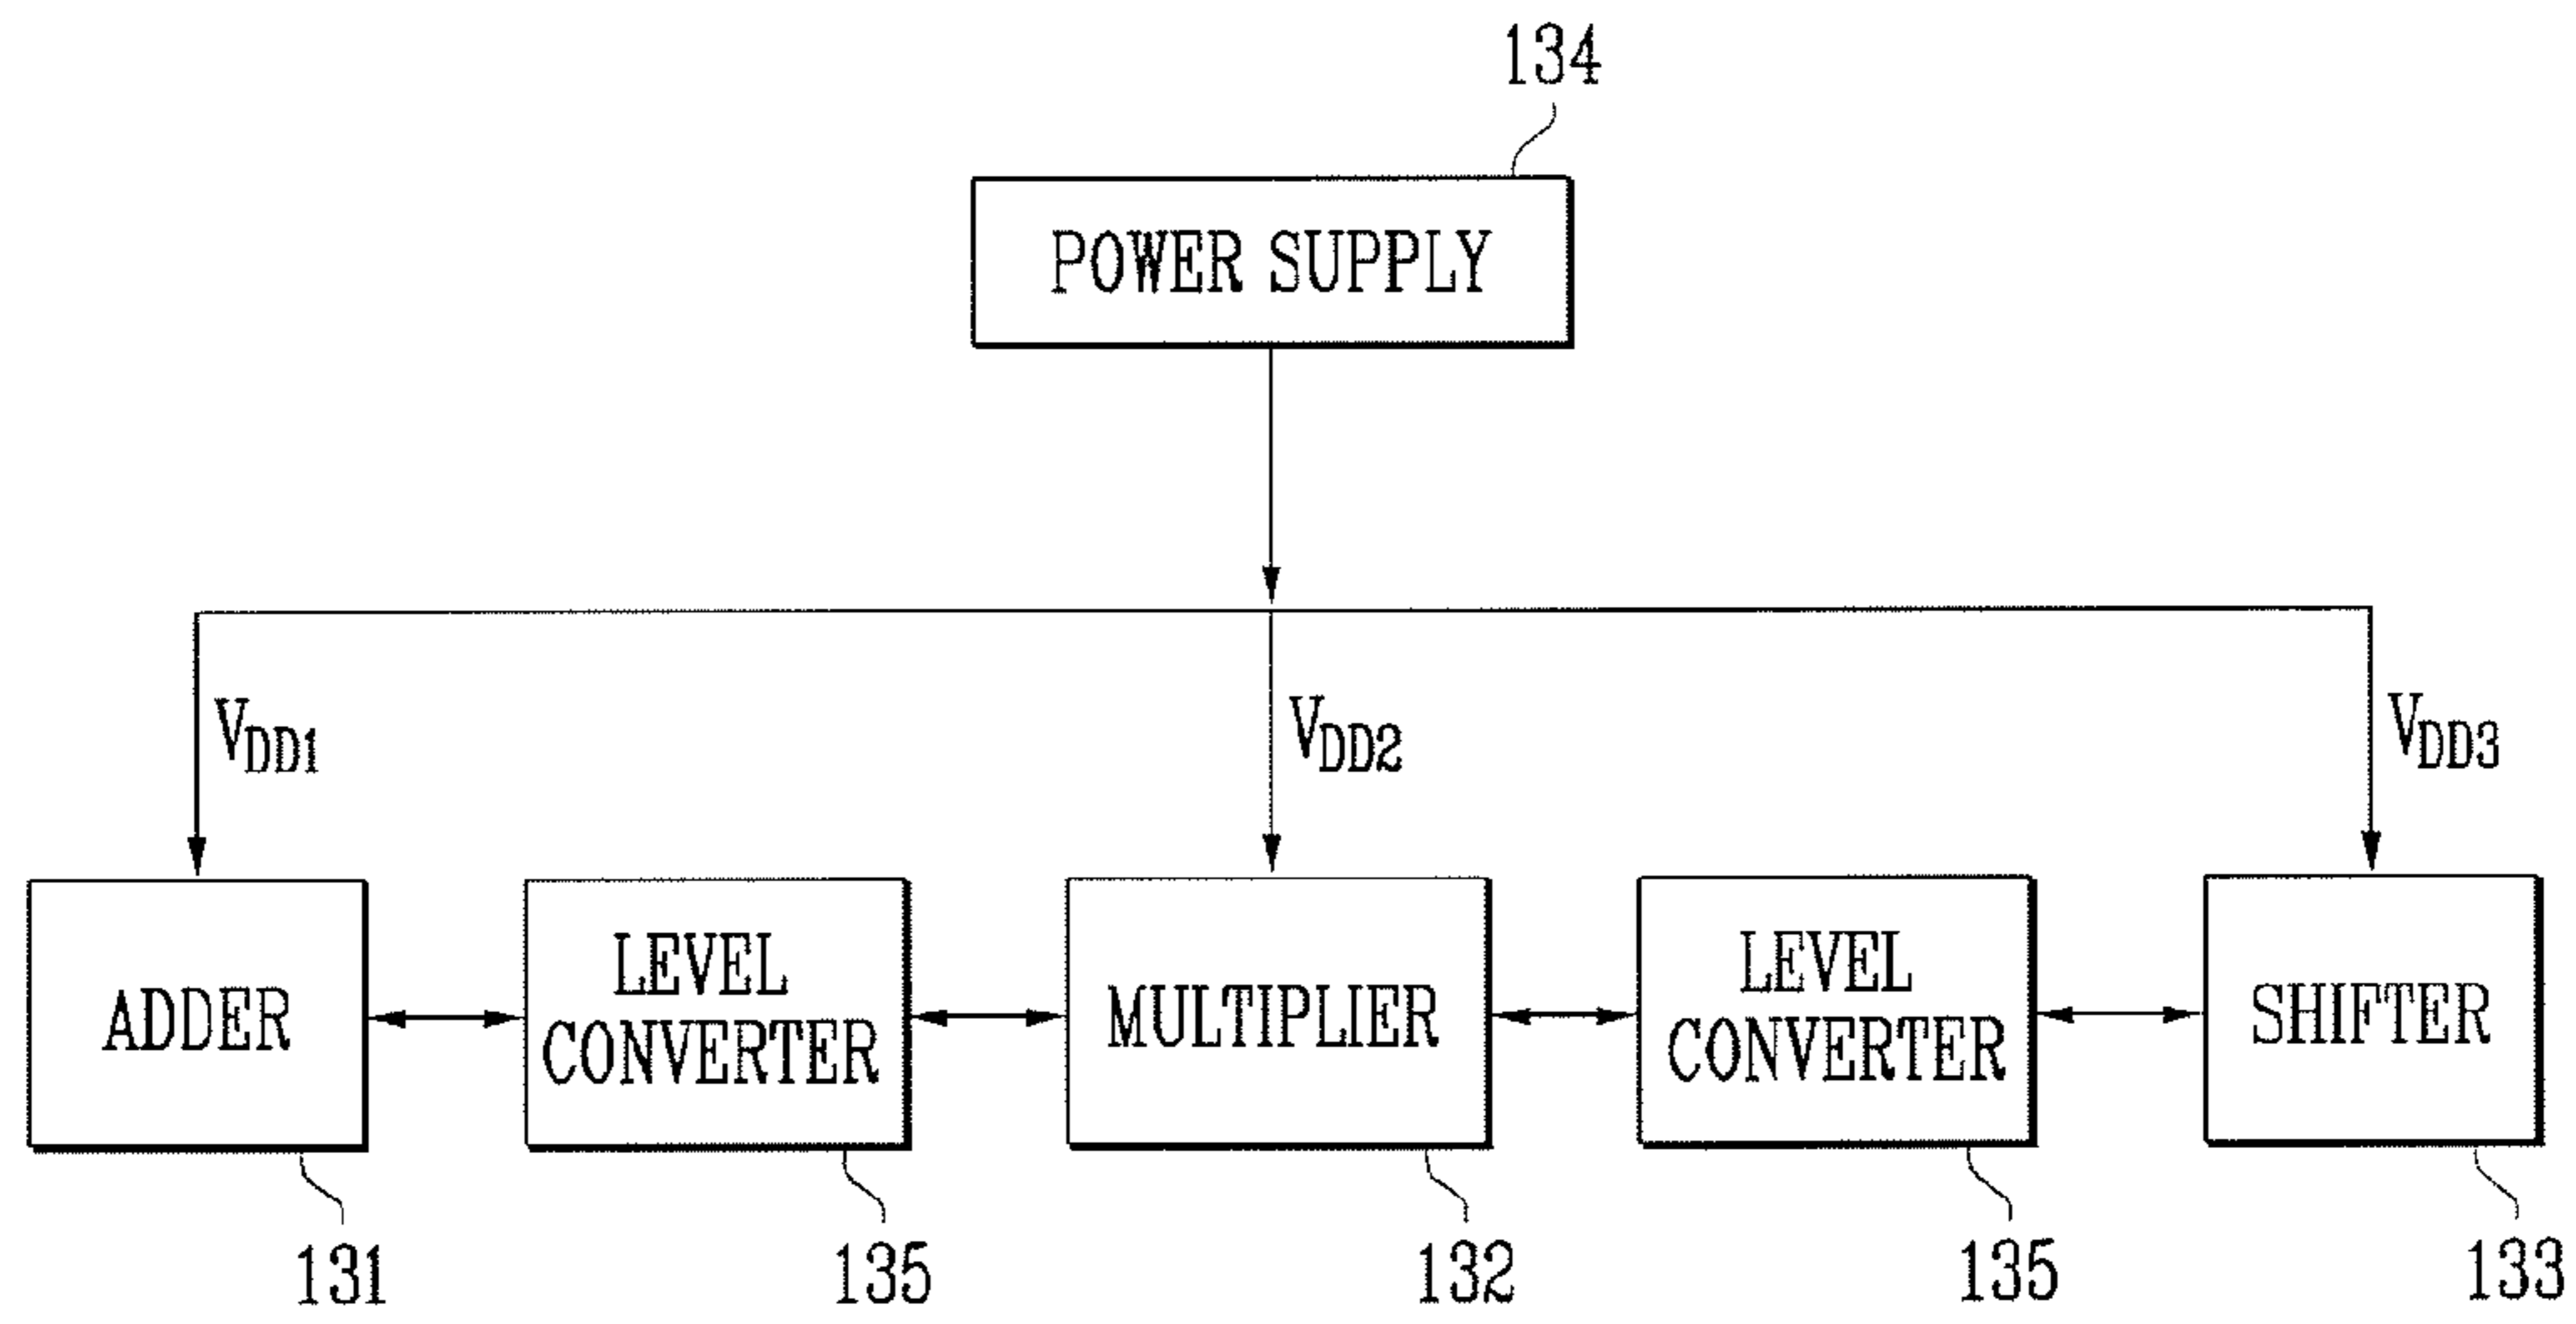 134
POWER SUPPLY
VDD1 VDD2 VDD3
ADDER
LEVEL
CONVERTER
MULTIPLIER
LEVEL
CONVERTER
SHIFTER
131 135 132 135 133